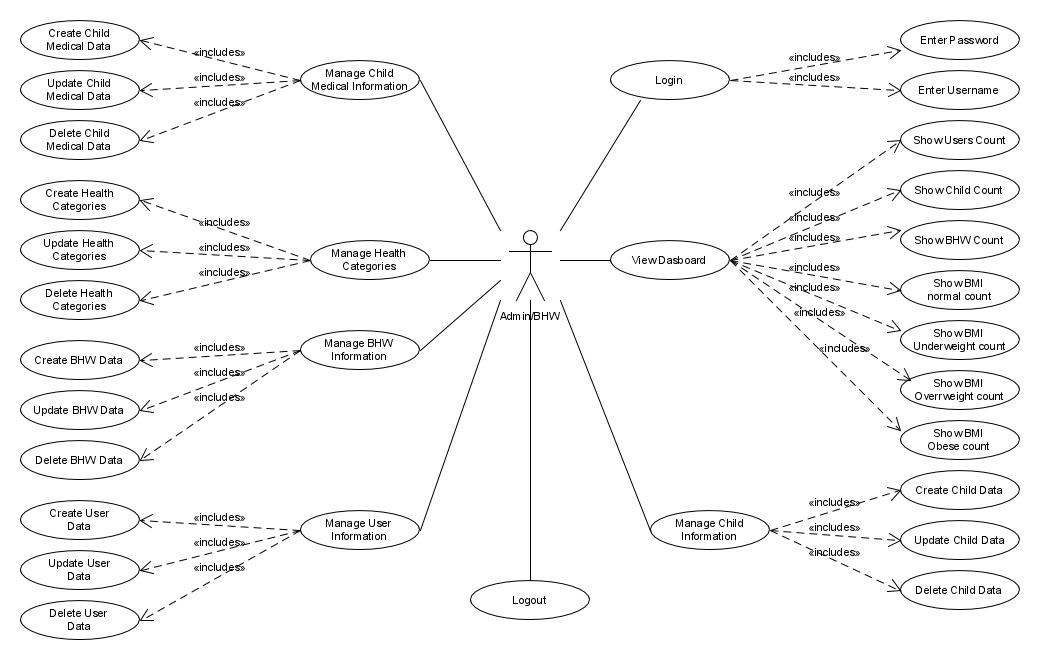 Create Child
Medical Data
Update Child
Medical Data
Delete Child
Medical Data
«includes»
«includes»
«includes»
Manage Child
Medical Information
Create Health
Categories
Update Health
Categories
Delete Health
Categories
«includes»
«includes»
«includes»
Manage Health
Categories
Create BHW Data
Update BHW Data
Delete BHW Data
«includes»
«includes»
«includes»
Manage BHW
Information
Create User
Data
Update User
Data
Delete User
Data
«includes»
«includes»
«includes»
Manage User
Information
Admin/BHW
Logout
Login
«includes»
«includes»
Enter Password
Enter Username
View Dasboard
«includes»
«includes»
«includes»
«includes»
«includes»
«includes»
«includes»
Show Users Count
Show Child Count
Show BHW Count
Show BMI
normal count
Show BMI
Underweight count
Show BMI
Overrweight count
Show BMI
Obese count
Manage Child
Information
«includes»
«includes»
«includes»
Create Child Data
Update Child Data
Delete Child Data